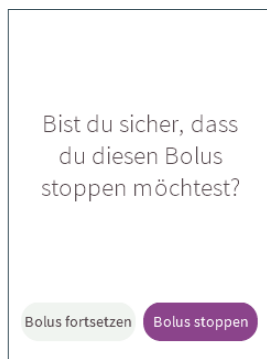 Bist du sicher, dass
du diesen Bolus
stoppen möchtest?
Bolus fortsetzen
Bolus stoppen